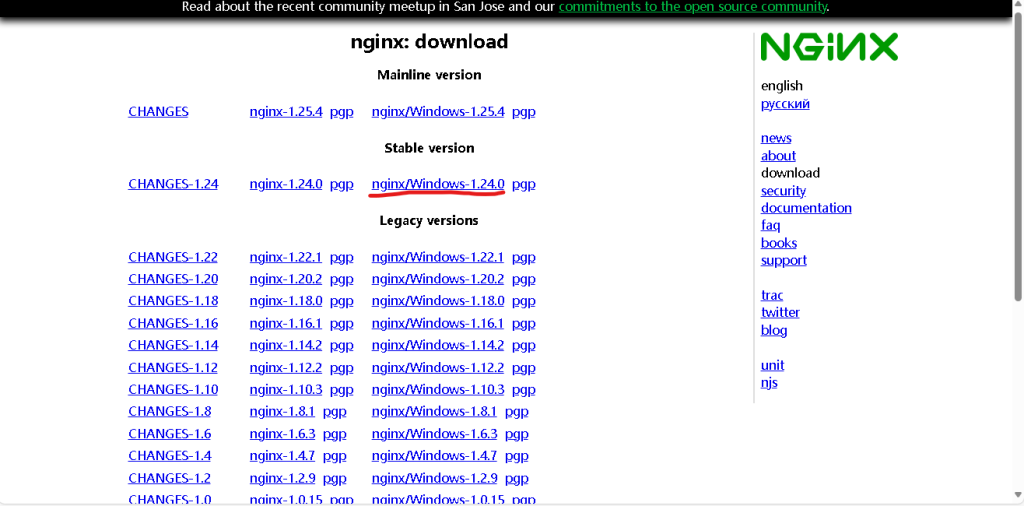 Read about the recent community meetup in San Jose and our commitments to the open source community.
nginx: download
Mainline version
CHANGES nginx-1.25.4 pgp nginx/Windows-1.25.4 pgp
Stable version
CHANGES-1.24 nginx-1.24.0 pgp nginx/Windows-1.24.0 pgp
Legacy versions
CHANGES-1.22 nginx-1.22.1 pgp nginx/Windows-1.22.1 pgp
CHANGES-1.20 nginx-1.20.2 pgp nginx/Windows-1.20.2 pgp
CHANGES-1.18 nginx-1.18.0 pgp nginx/Windows-1.18.0 pgp
CHANGES-1.16 nginx-1.16.1 pgp nginx/Windows-1.16.1 pgp
CHANGES-1.14 nginx-1.14.2 pgp nginx/Windows-1.14.2 pgp
CHANGES-1.12 nginx-1.12.2 pgp nginx/Windows-1.12.2 pgp
CHANGES-1.10 nginx-1.10.3 pgp nginx/Windows-1.10.3 pgp
CHANGES-1.8 nginx-1.8.1 pgp nginx/Windows-1.8.1 pgp
CHANGES-1.6 nginx-1.6.3 pgp nginx/Windows-1.6.3 pgp
CHANGES-1.4 nginx-1.4.7 pgp nginx/Windows-1.4.7 pgp
CHANGES-1.2 nginx-1.2.9 pgp nginx/Windows-1.2.9 pgp
CHANGES-1.0 nginx-1.0.15 pgp nginx/Windows-1.0.15 pgp
NGINX
english
русский
news
about
download
security
documentation
faq
books
support
trac
twitter
blog
unit
njs